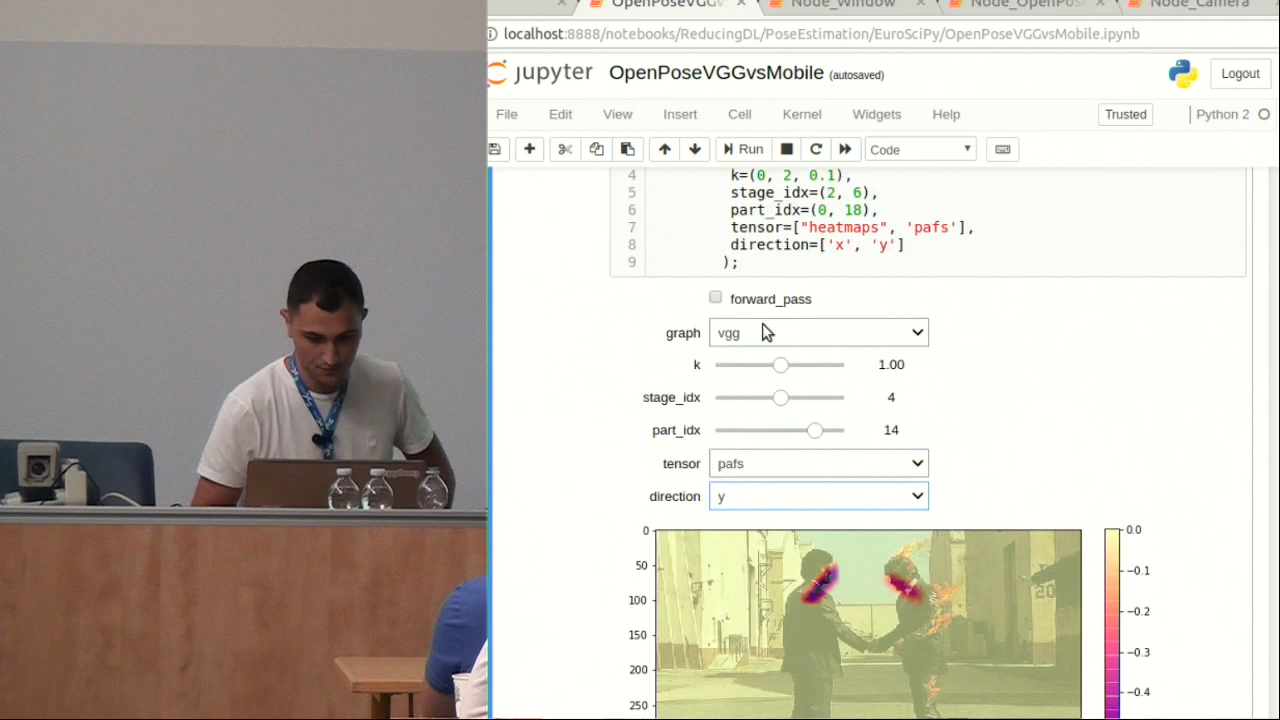 OpenPoseVGGv
Node_Window
Node_OpenPos
Node_Camera
localhost:8888/notebooks/ReducingDL/PoseEstimation/EuroSciPy/OpenPoseVGGvsMobile.ipynb
jupyter OpenPoseVGGvsMobile (autosaved)
Logout
File Edit View Insert Cell Kernel Widgets Help
Trusted
Python 2
Run
Code
4 k=(0, 2, 0.1),
5 stage_idx=(2, 6),
6 part_idx=(0, 18),
7 tensor=["heatmaps", 'pafs'],
8 direction=['x', 'y']
9 );
forward_pass
graph vgg
k 1.00
stage_idx 4
part_idx 14
tensor pafs
direction y
0
50
100
150
200
250
0.0
−0.1
−0.2
−0.3
−0.4
20